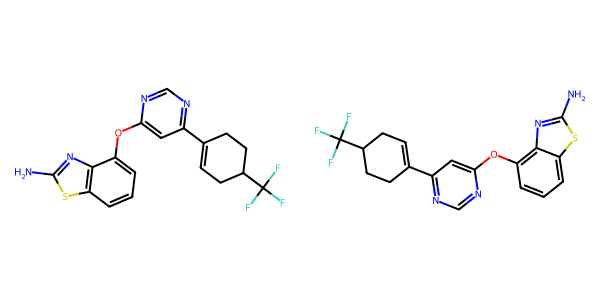 N N O N H₂N S F F F
F F F N N O N S NH₂